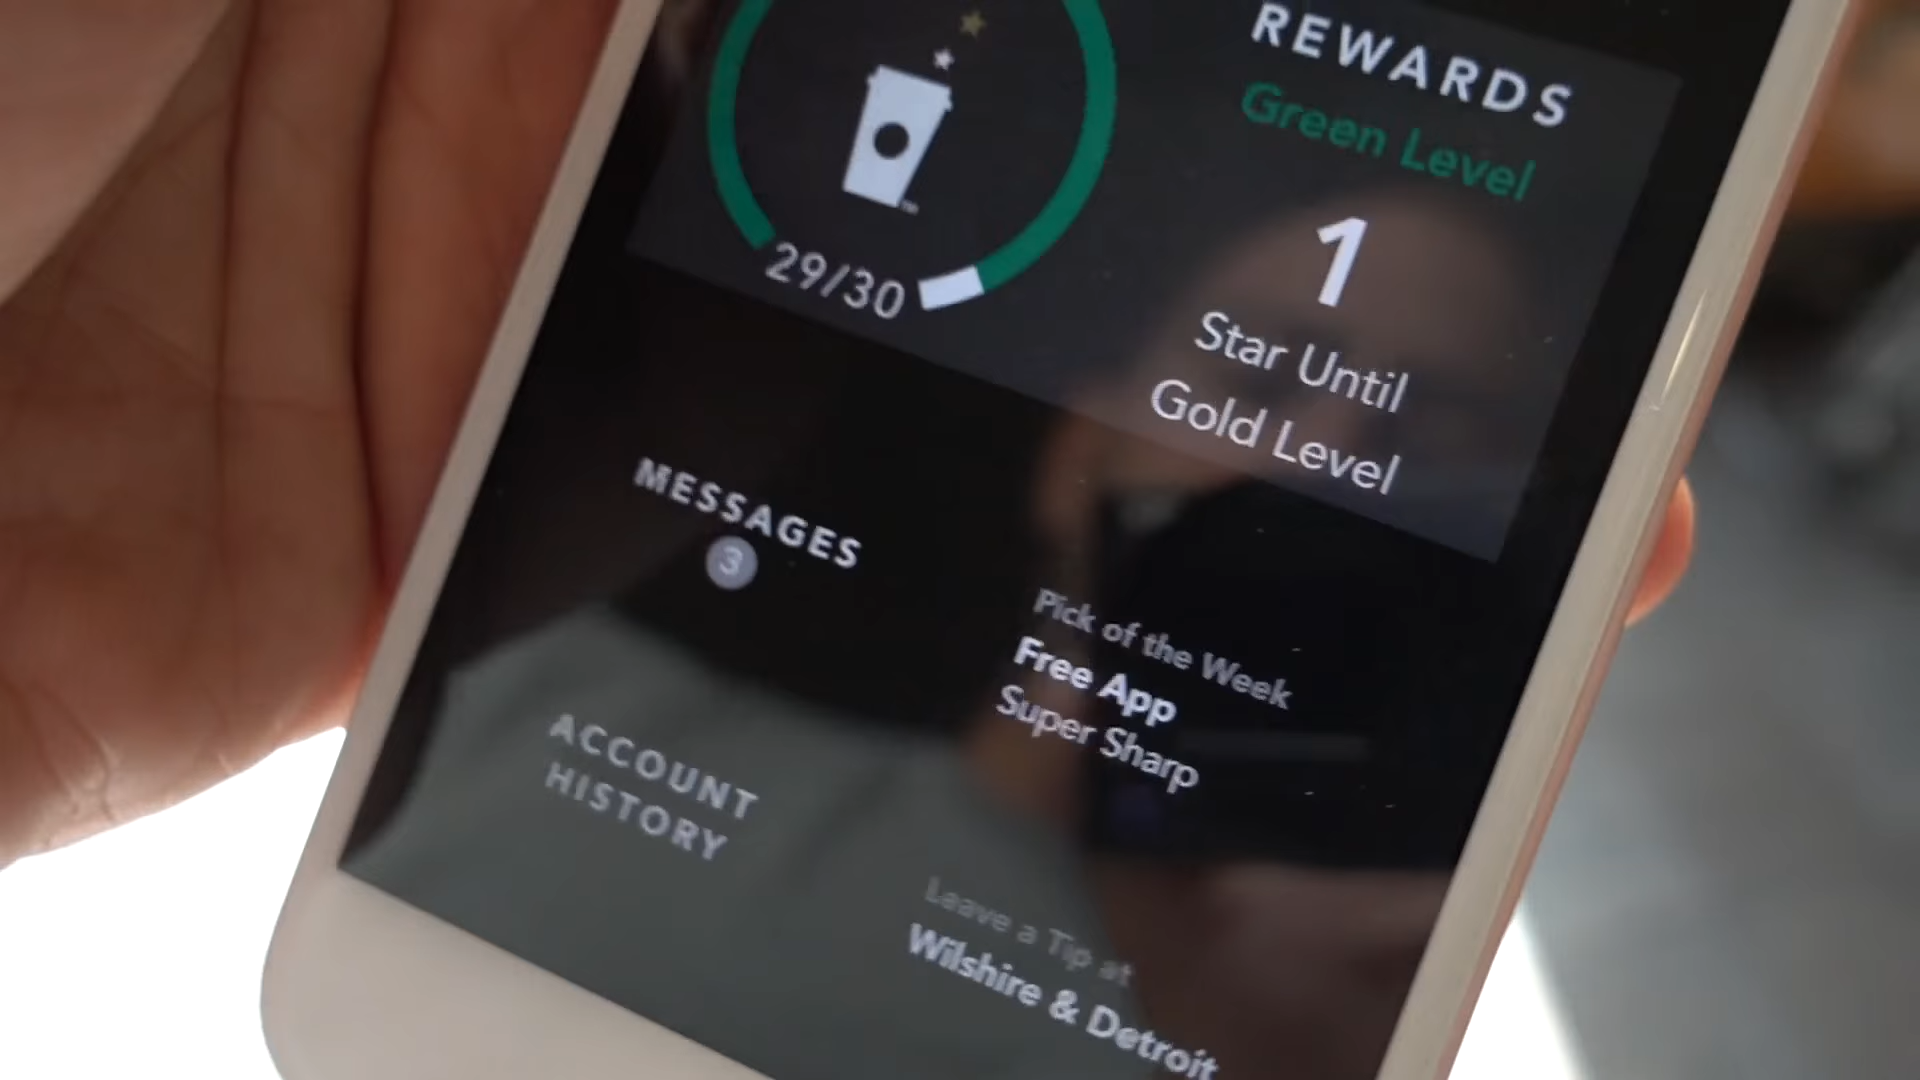 REWARDS
Green Level
29/30
1
Star Until
Gold Level
MESSAGES
3
Pick of the Week
Free App
Super Sharp
ACCOUNT
HISTORY
Leave a Tip at
Wilshire & Detroit